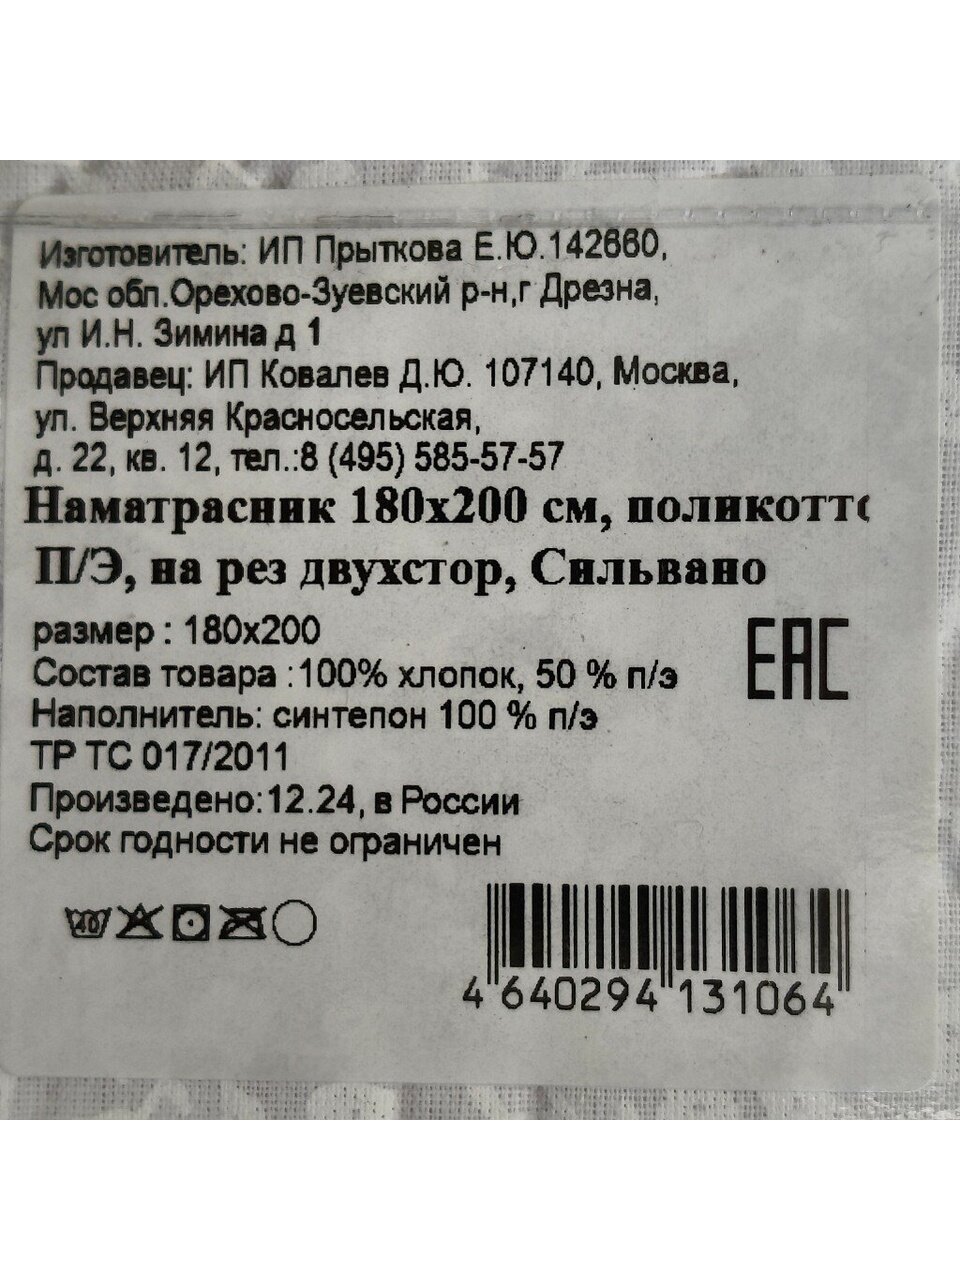 Изготовитель: ИП Прыткова Е.Ю.142660,
Мос обл.Орехово-Зуевский р-н,г Дрезна,
ул И.Н. Зимина д 1
Продавец: ИП Ковалев Д.Ю. 107140, Москва,
ул. Верхняя Красносельская,
д. 22, кв. 12, тел.:8 (495) 585-57-57
Наматрасник 180х200 см, поликотто
П/Э, на рез двухстор, Сильвано
размер : 180х200
Состав товара :100% хлопок, 50 % п/э
Наполнитель: синтепон 100 % п/э
ТР ТС 017/2011
Произведено:12.24, в России
Срок годности не ограничен
EAC
40
4 640294 131064